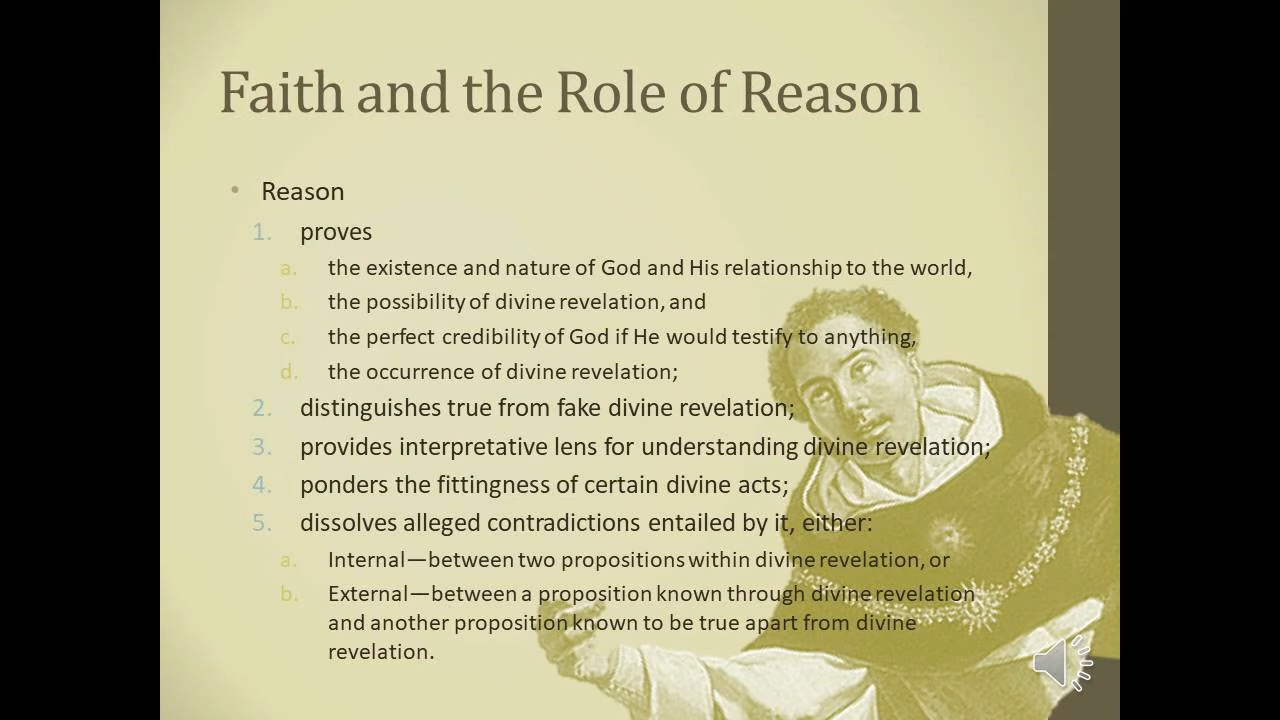 Faith and the Role of Reason
• Reason
1. proves
a. the existence and nature of God and His relationship to the world,
b. the possibility of divine revelation, and
c. the perfect credibility of God if He would testify to anything,
d. the occurrence of divine revelation;
2. distinguishes true from fake divine revelation;
3. provides interpretative lens for understanding divine revelation;
4. ponders the fittingness of certain divine acts;
5. dissolves alleged contradictions entailed by it, either:
a. Internal—between two propositions within divine revelation, or
b. External—between a proposition known through divine revelation
and another proposition known to be true apart from divine
revelation.